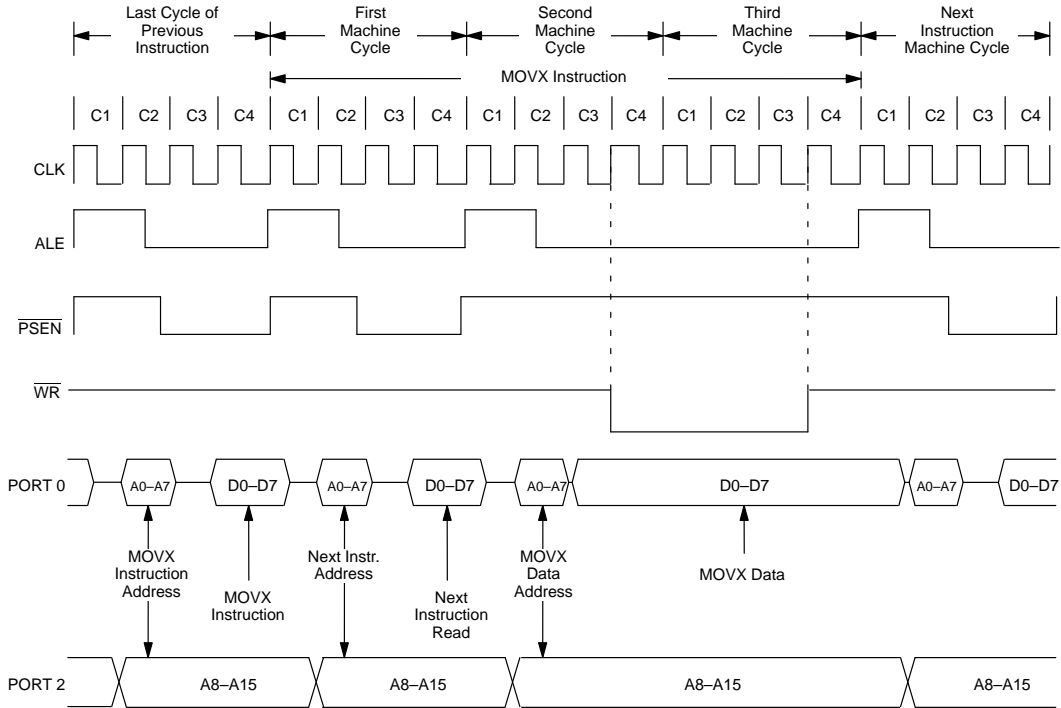 Last Cycle of
Previous
Instruction
First
Machine
Cycle
Second
Machine
Cycle
Third
Machine
Cycle
Next
Instruction
Machine Cycle
MOVX Instruction
C1 C2 C3 C4 C1 C2 C3 C4 C1 C2 C3 C4 C1 C2 C3 C4 C1 C2 C3 C4
CLK
ALE
PSEN
WR
PORT 0 A0–A7 D0–D7 A0–A7 D0–D7 A0–A7 D0–D7 A0–A7 D0–D7
MOVX
Instruction
Address
MOVX
Instruction
Next Instr.
Address
Next
Instruction
Read
MOVX
Data
Address
MOVX Data
PORT 2 A8–A15 A8–A15 A8–A15 A8–A15